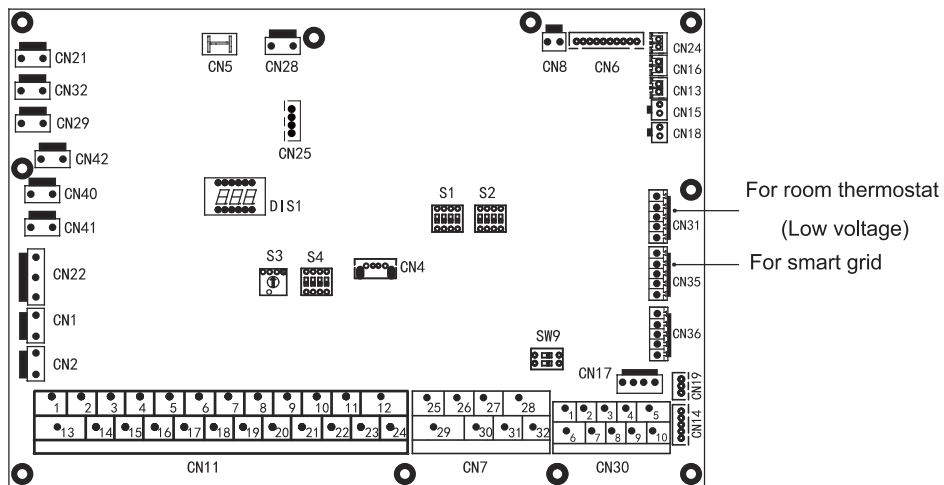 CN21
CN32
CN29
CN42
CN40
CN41
CN22
CN1
CN2
CN5
CN28
CN25
DIS1
S1 S2
S3 S4
CN4
CN8 CN6
CN24
CN16
CN13
CN15
CN18
CN31
CN35
CN36
For room thermostat
(Low voltage)
For smart grid
SW9
CN17
CN19
CN14
1 2 3 4 5 6 7 8 9 10 11 12
13 14 15 16 17 18 19 20 21 22 23 24
CN11
25 26 27 28
29 30 31 32
CN7
1 2 3 4 5
6 7 8 9 10
CN30